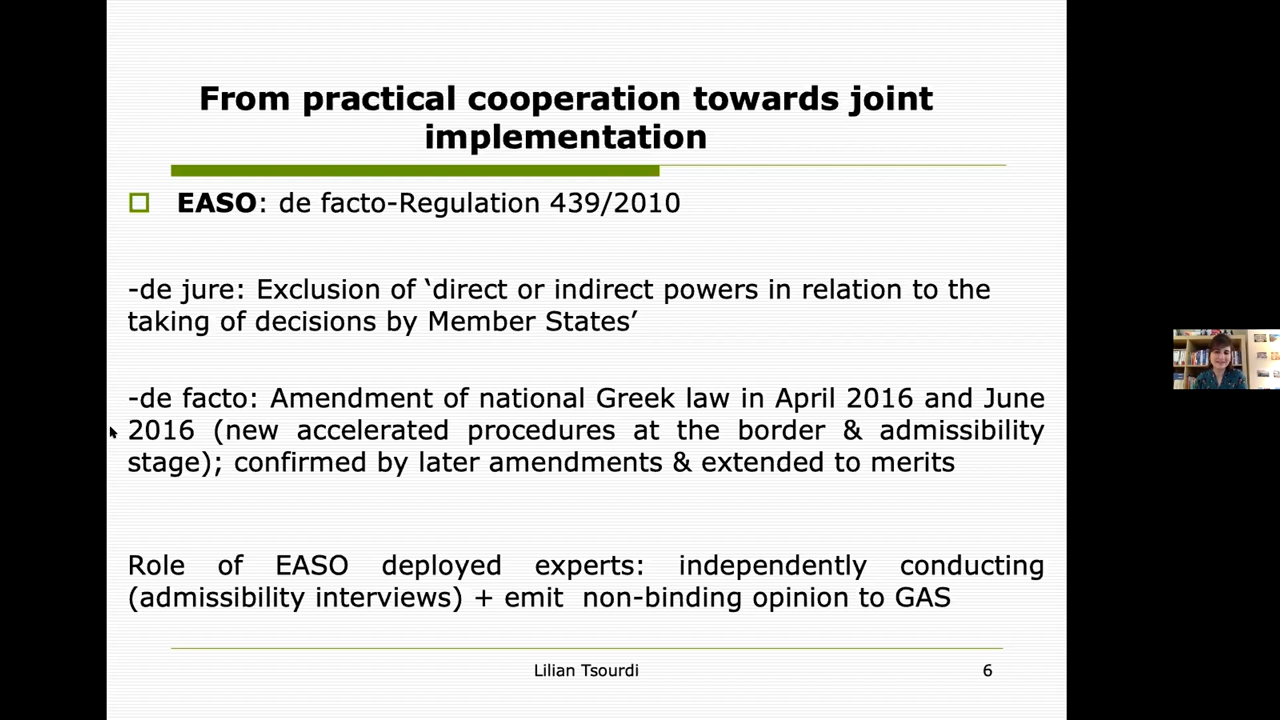 From practical cooperation towards joint
implementation
EASO: de facto-Regulation 439/2010
-de jure: Exclusion of ‘direct or indirect powers in relation to the
taking of decisions by Member States’
-de facto: Amendment of national Greek law in April 2016 and June
2016 (new accelerated procedures at the border & admissibility
stage); confirmed by later amendments & extended to merits
Role of EASO deployed experts: independently conducting
(admissibility interviews) + emit non-binding opinion to GAS
Lilian Tsourdi
6